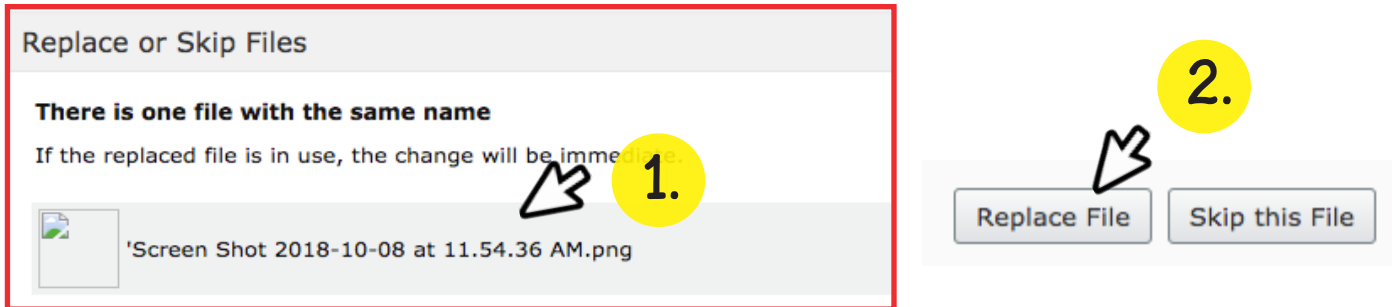 Replace or Skip Files
There is one file with the same name
If the replaced file is in use, the change will be immediate.
1.
'Screen Shot 2018-10-08 at 11.54.36 AM.png
2.
Replace File
Skip this File